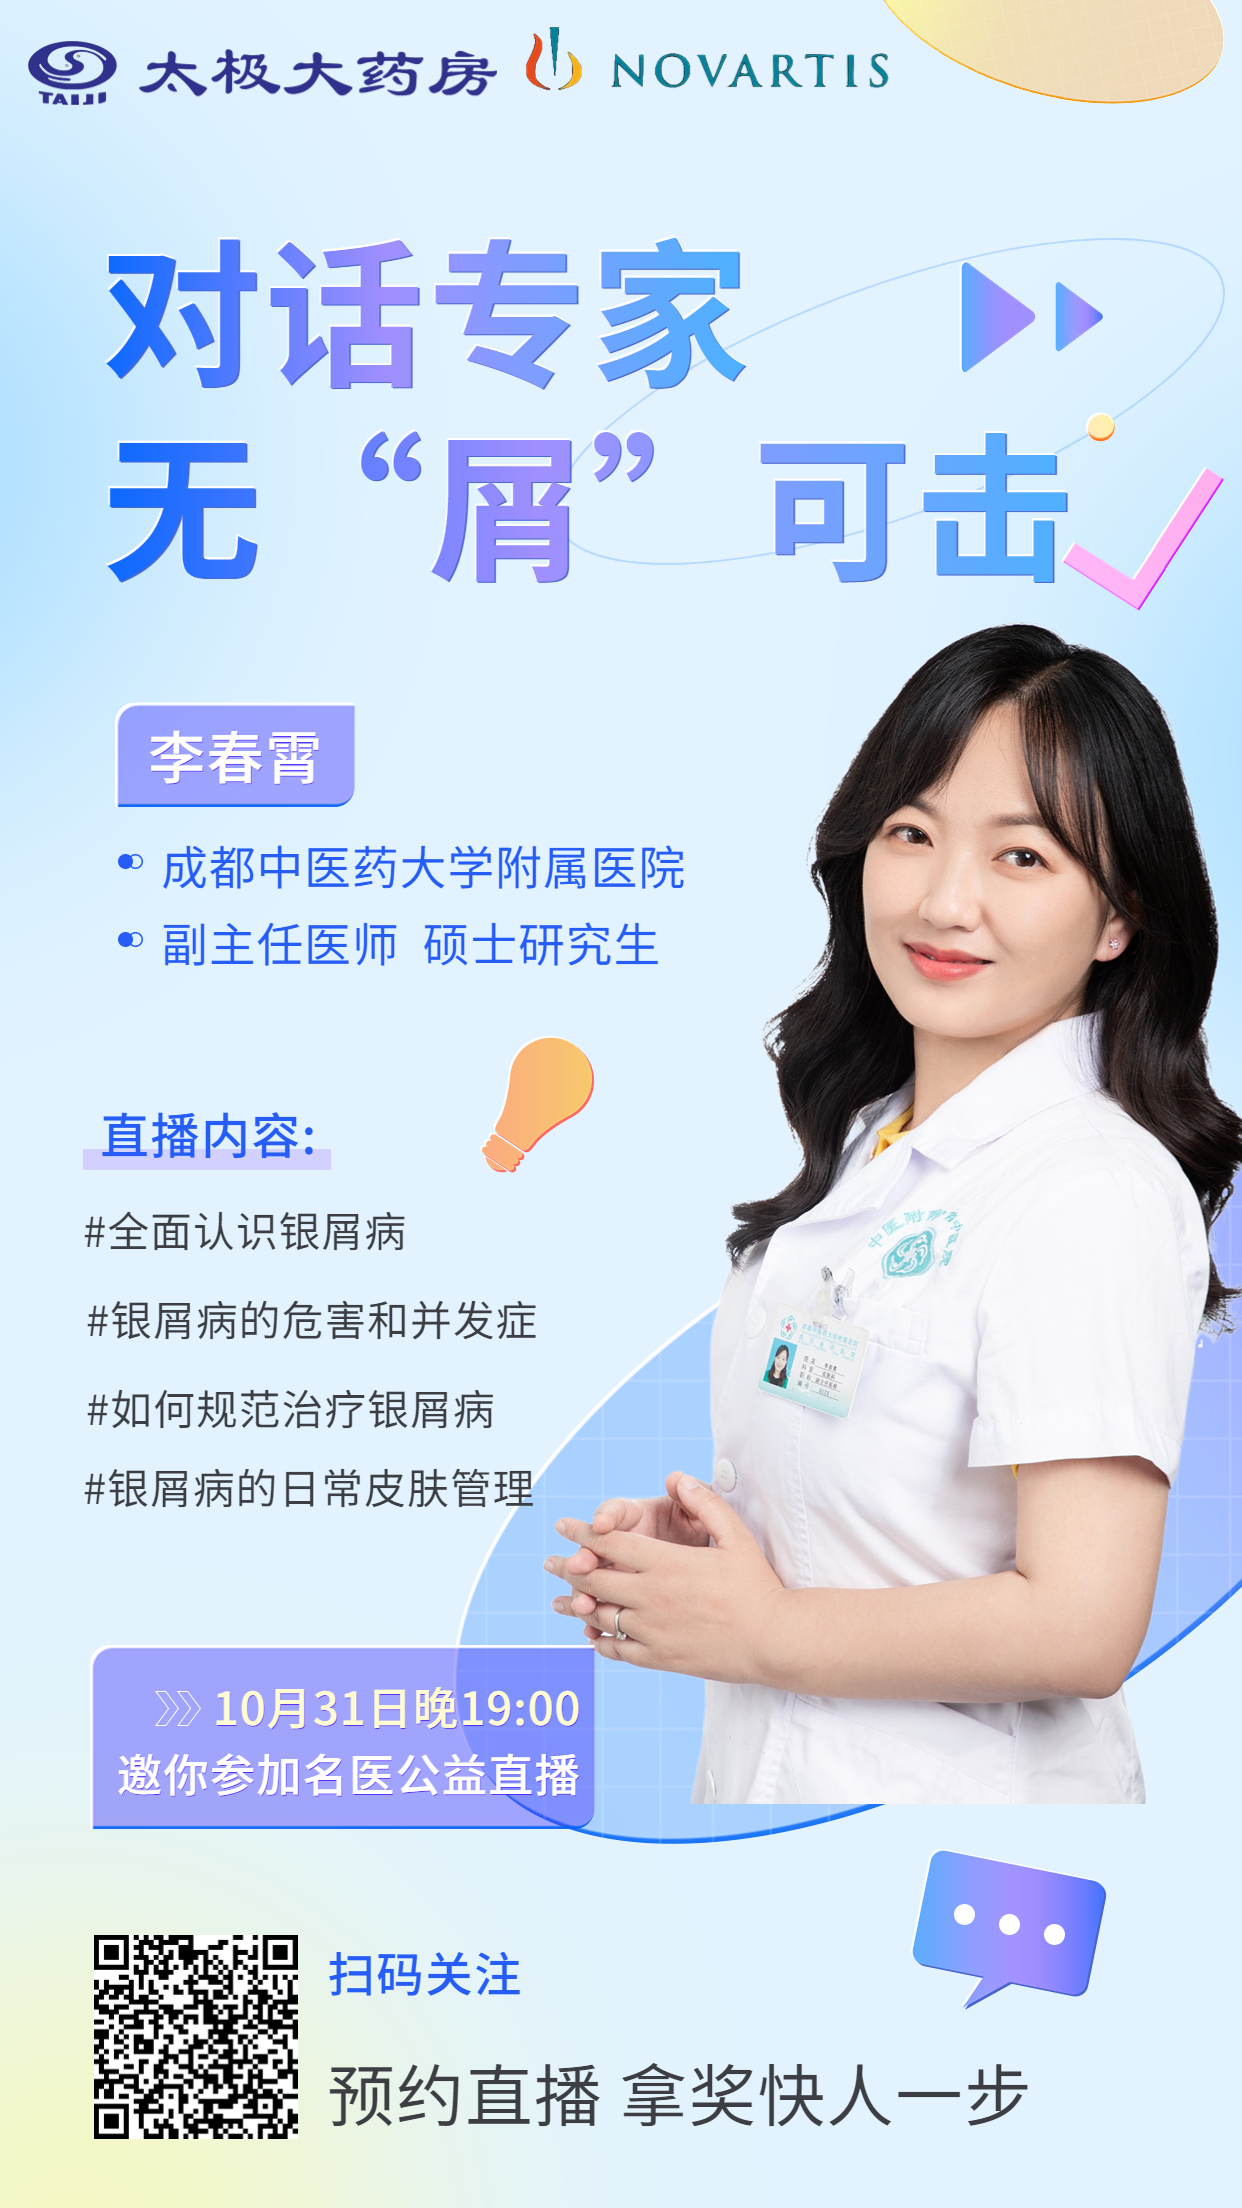 TAIJI 太极大药房 NOVARTIS
对话专家
无“屑”可击
李春霄
成都中医药大学附属医院
副主任医师 硕士研究生
直播内容:
#全面认识银屑病
#银屑病的危害和并发症
#如何规范治疗银屑病
#银屑病的日常皮肤管理
10月31日晚19:00
邀你参加名医公益直播
扫码关注
预约直播 拿奖快人一步